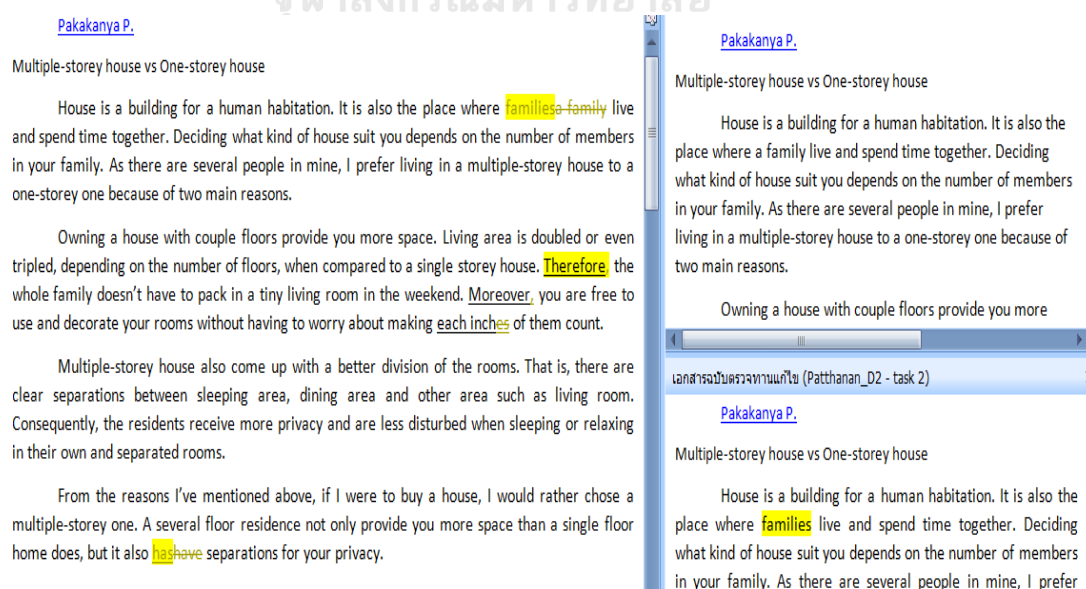 จุฬาลงกรณ์มหาวิทยาลัย
Pakakanya P.
Multiple-storey house vs One-storey house
House is a building for a human habitation. It is also the place where familiesa family live
and spend time together. Deciding what kind of house suit you depends on the number of members
in your family. As there are several people in mine, I prefer living in a multiple-storey house to a
one-storey one because of two main reasons.
Owning a house with couple floors provide you more space. Living area is doubled or even
tripled, depending on the number of floors, when compared to a single storey house. Therefore, the
whole family doesn't have to pack in a tiny living room in the weekend. Moreover, you are free to
use and decorate your rooms without having to worry about making each inches of them count.
Multiple-storey house also come up with a better division of the rooms. That is, there are
clear separations between sleeping area, dining area and other area such as living room.
Consequently, the residents receive more privacy and are less disturbed when sleeping or relaxing
in their own and separated rooms.
From the reasons I've mentioned above, if I were to buy a house, I would rather chose a
multiple-storey one. A several floor residence not only provide you more space than a single floor
home does, but it also hashave separations for your privacy.
Pakakanya P.
Multiple-storey house vs One-storey house
House is a building for a human habitation. It is also the
place where a family live and spend time together. Deciding
what kind of house suit you depends on the number of members
in your family. As there are several people in mine, I prefer
living in a multiple-storey house to a one-storey one because of
two main reasons.
Owning a house with couple floors provide you more
เอกสารฉบับตรวจทานแก้ไข (Patthanan_D2 - task 2)
Pakakanya P.
Multiple-storey house vs One-storey house
House is a building for a human habitation. It is also the
place where families live and spend time together. Deciding
what kind of house suit you depends on the number of members
in your family. As there are several people in mine, I prefer